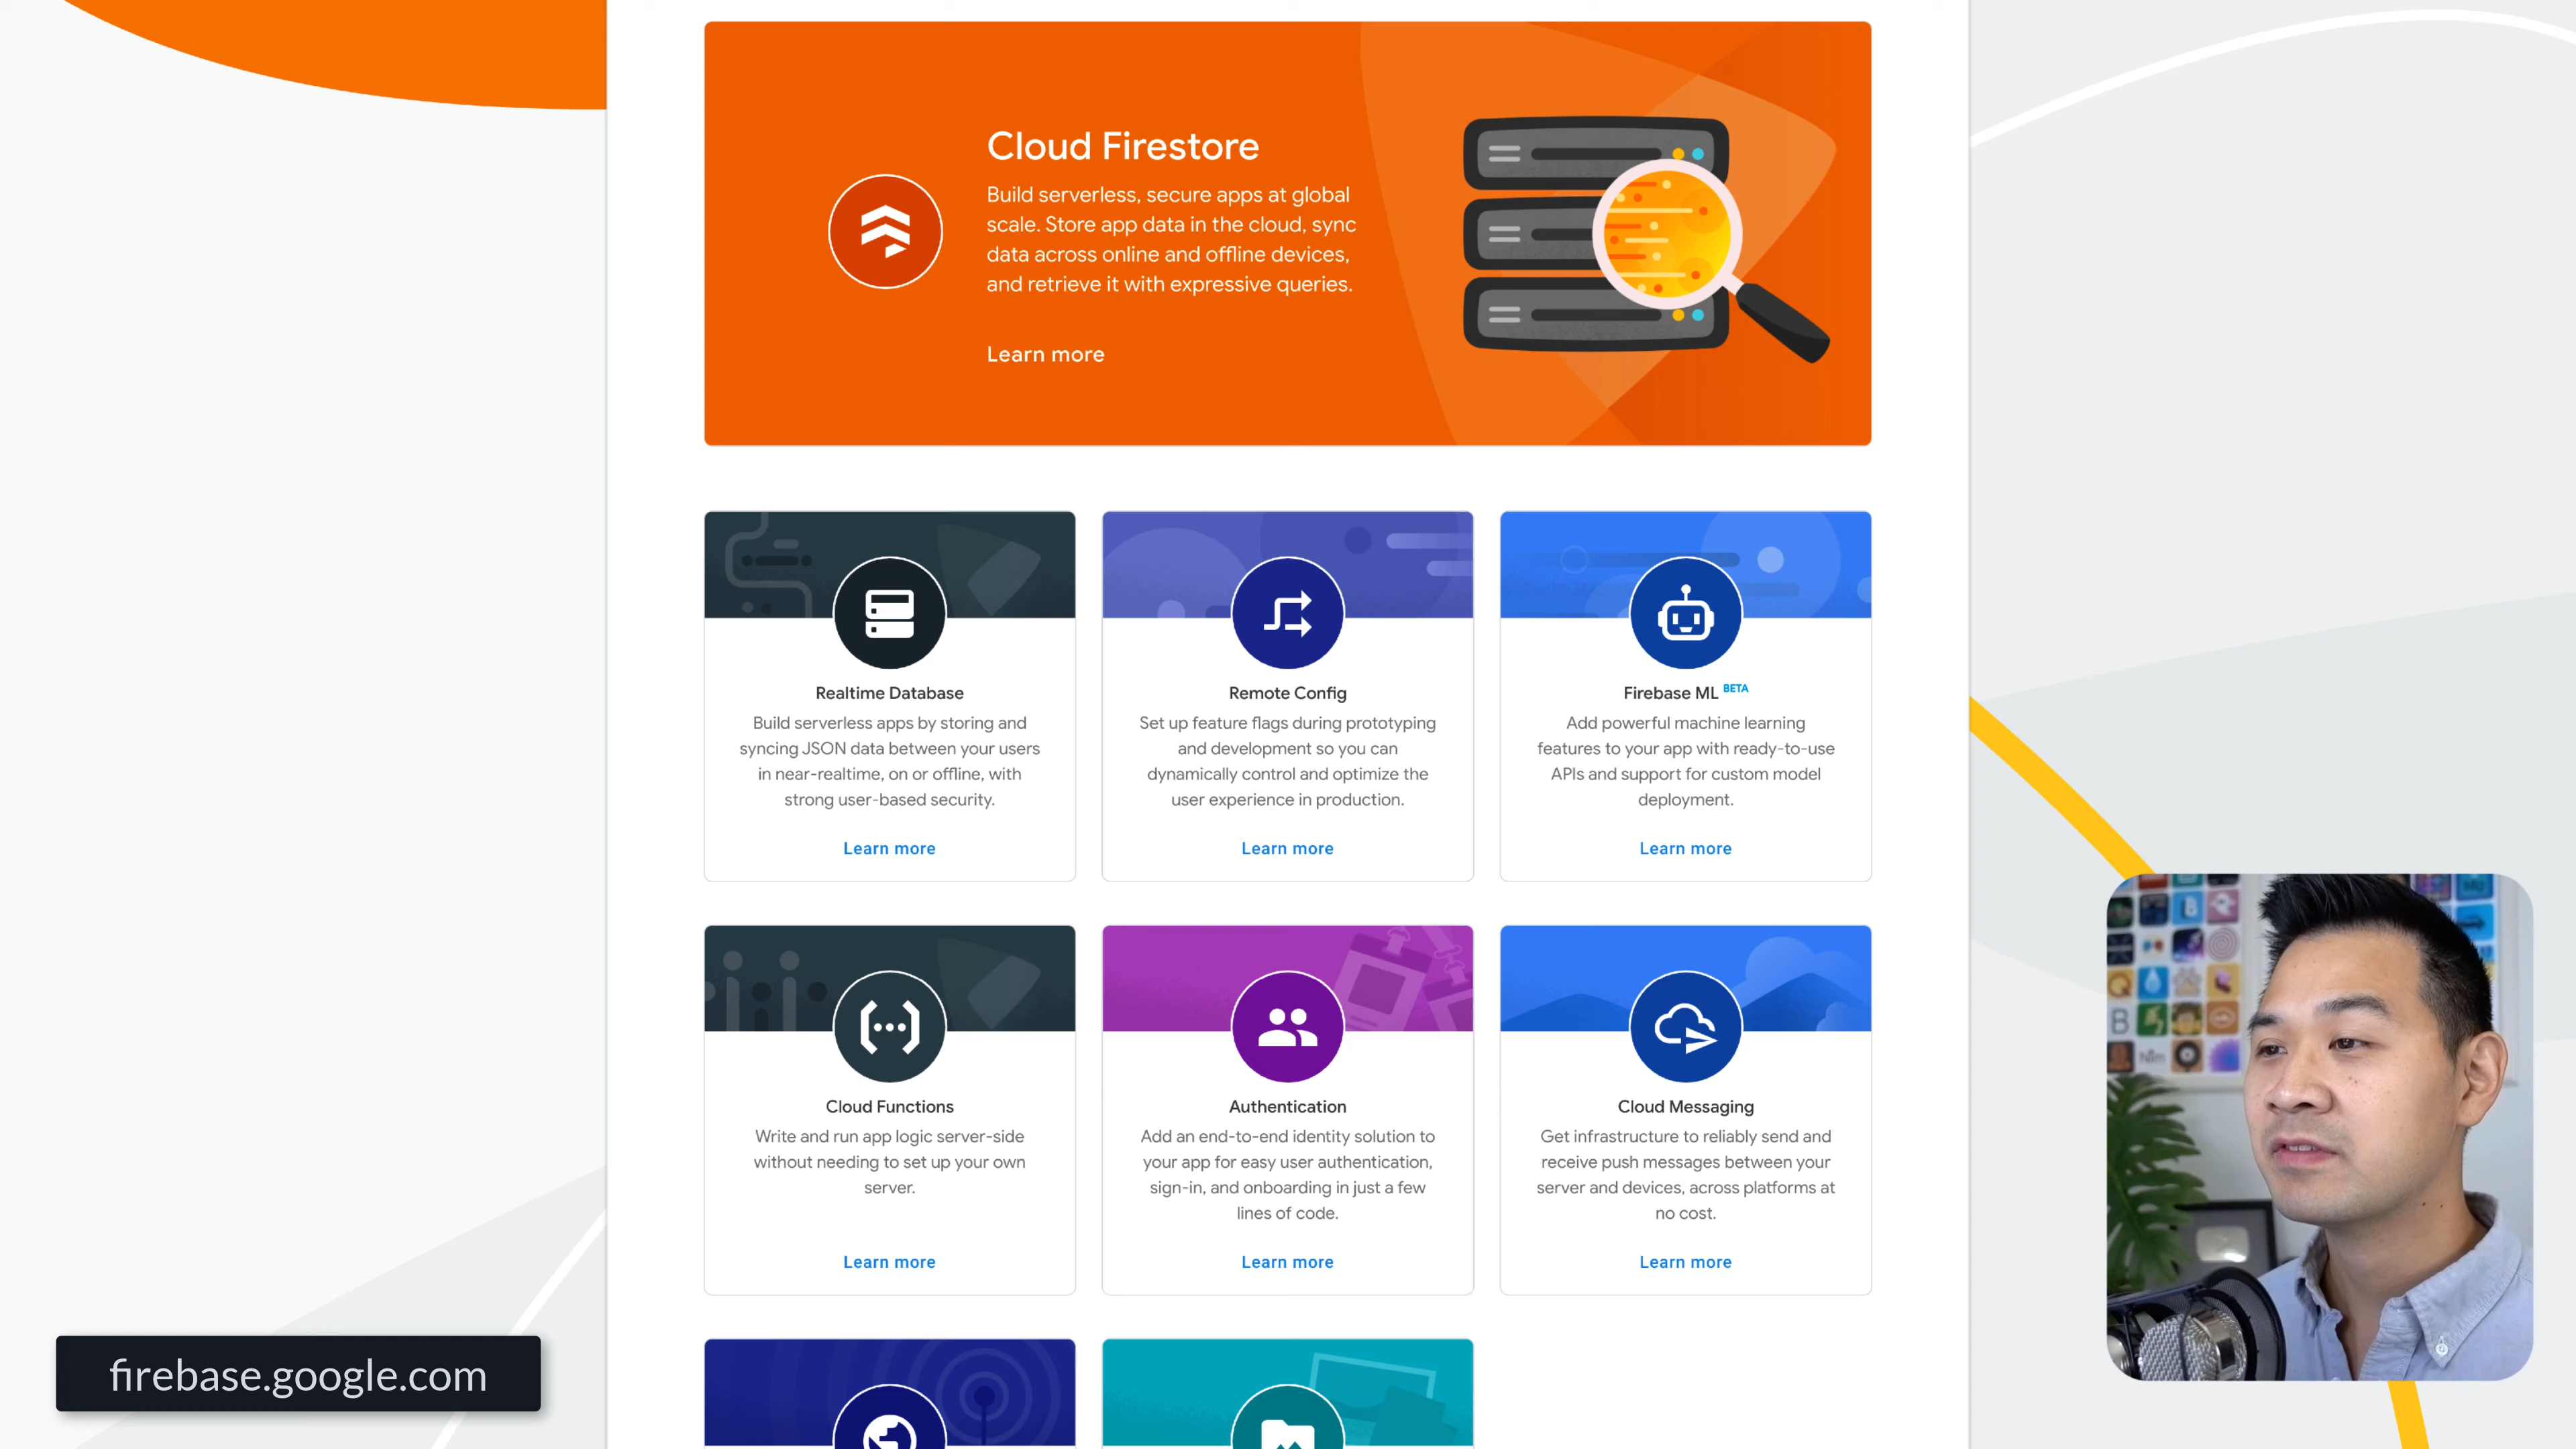 Cloud Firestore
Build serverless, secure apps at global
scale. Store app data in the cloud, sync
data across online and offline devices,
and retrieve it with expressive queries.
Learn more
Realtime Database
Build serverless apps by storing and
syncing JSON data between your users
in near-realtime, on or offline, with
strong user-based security.
Learn more
Remote Config
Set up feature flags during prototyping
and development so you can
dynamically control and optimize the
user experience in production.
Learn more
Firebase ML BETA
Add powerful machine learning
features to your app with ready-to-use
APIs and support for custom model
deployment.
Learn more
Cloud Functions
Write and run app logic server-side
without needing to set up your own
server.
Learn more
Authentication
Add an end-to-end identity solution to
your app for easy user authentication,
sign-in, and onboarding in just a few
lines of code.
Learn more
Cloud Messaging
Get infrastructure to reliably send and
receive push messages between your
server and devices, across platforms at
no cost.
Learn more
firebase.google.com